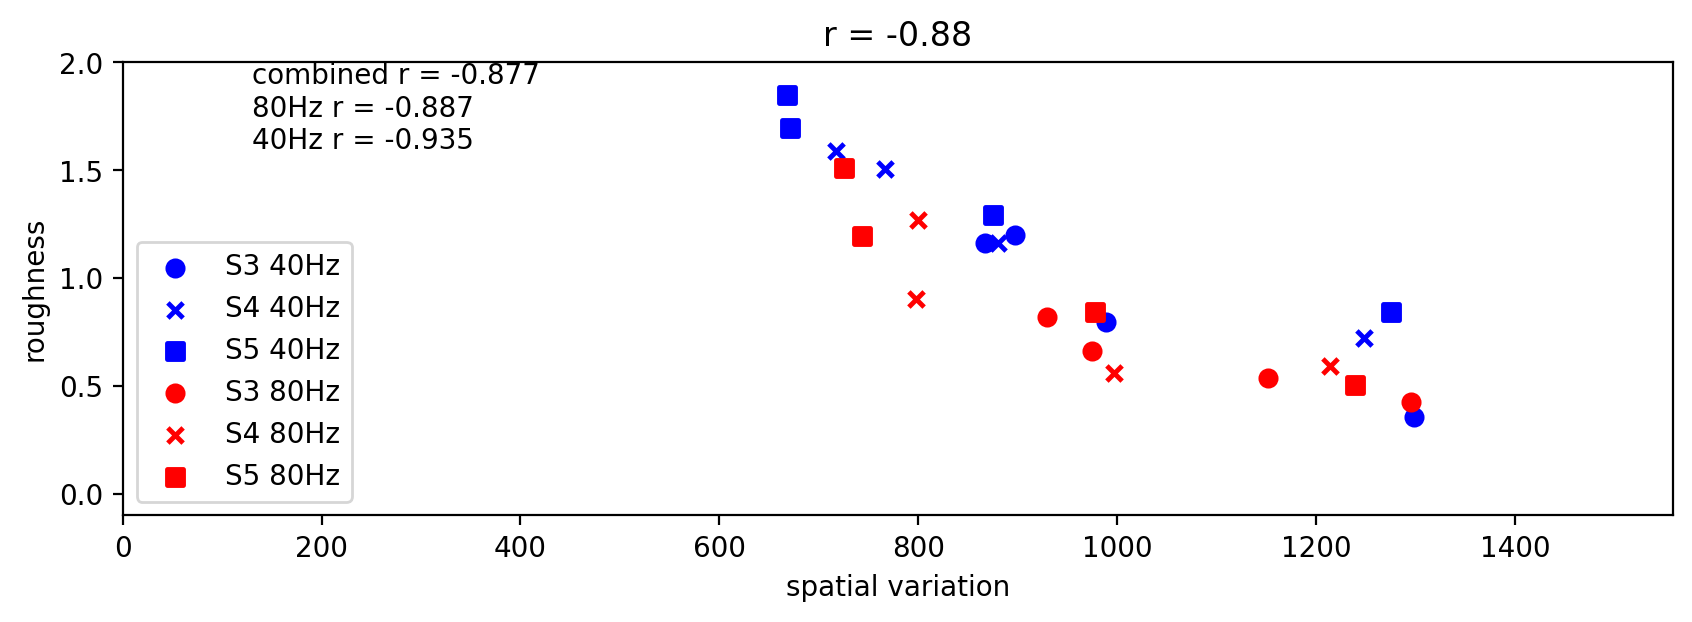 r = -0.88
combined r = -0.877
80Hz r = -0.887
40Hz r = -0.935
2.0
1.5
1.0
0.5
0.0
roughness
S3 40Hz
S4 40Hz
S5 40Hz
S3 80Hz
S4 80Hz
S5 80Hz
0 200 400 600 800 1000 1200 1400
spatial variation